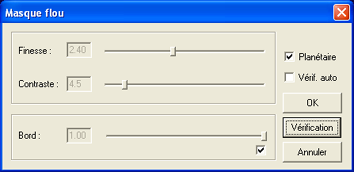 Masque flou
Finesse : 2.40
Planétaire
Contraste : 4.5
Vérif. auto
OK
Bord : 1.00
Vérification
Annuler